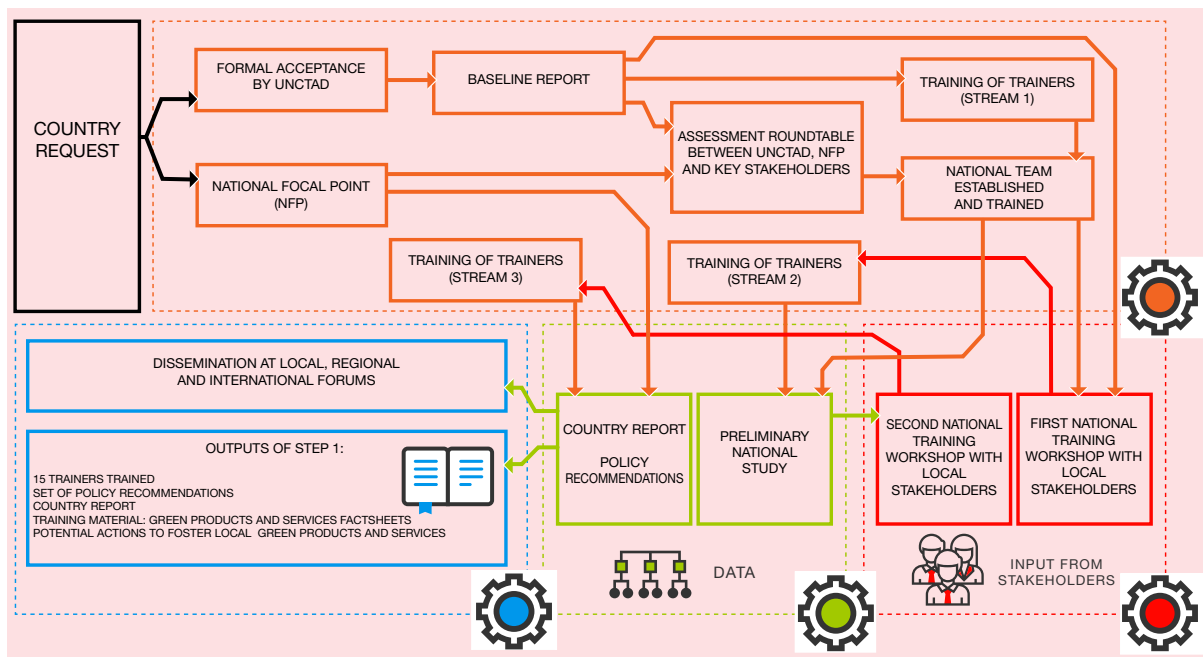 COUNTRY
REQUEST
FORMAL ACCEPTANCE
BY UNCTAD
BASELINE REPORT
TRAINING OF TRAINERS
(STREAM 1)
ASSESSMENT ROUNDTABLE
BETWEEN UNCTAD, NFP
AND KEY STAKEHOLDERS
NATIONAL FOCAL POINT
(NFP)
NATIONAL TEAM
ESTABLISHED
AND TRAINED
TRAINING OF TRAINERS
(STREAM 3)
TRAINING OF TRAINERS
(STREAM 2)
DISSEMINATION AT LOCAL, REGIONAL
AND INTERNATIONAL FORUMS
OUTPUTS OF STEP 1:
15 TRAINERS TRAINED
SET OF POLICY RECOMMENDATIONS
COUNTRY REPORT
TRAINING MATERIAL: GREEN PRODUCTS AND SERVICES FACTSHEETS
POTENTIAL ACTIONS TO FOSTER LOCAL GREEN PRODUCTS AND SERVICES
COUNTRY REPORT
POLICY
RECOMMENDATIONS
PRELIMINARY
NATIONAL
STUDY
SECOND NATIONAL
TRAINING
WORKSHOP WITH
LOCAL
STAKEHOLDERS
FIRST NATIONAL
TRAINING
WORKSHOP WITH
LOCAL
STAKEHOLDERS
DATA
INPUT FROM
STAKEHOLDERS